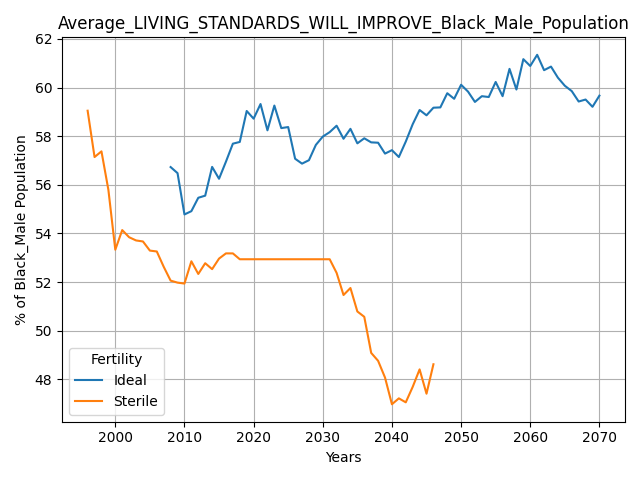 Average_LIVING_STANDARDS_WILL_IMPROVE_Black_Male_Population
62
60
58
56
54
52
50
48
% of Black_Male Population
Fertility
Ideal
Sterile
2000 2010 2020 2030 2040 2050 2060 2070
Years